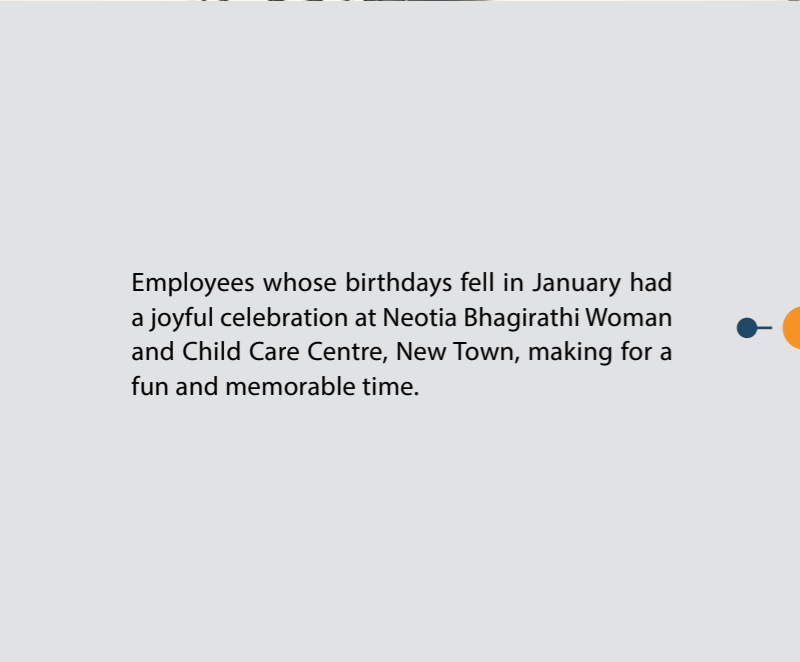 Employees whose birthdays fell in January had
a joyful celebration at Neotia Bhagirathi Woman
and Child Care Centre, New Town, making for a
fun and memorable time.